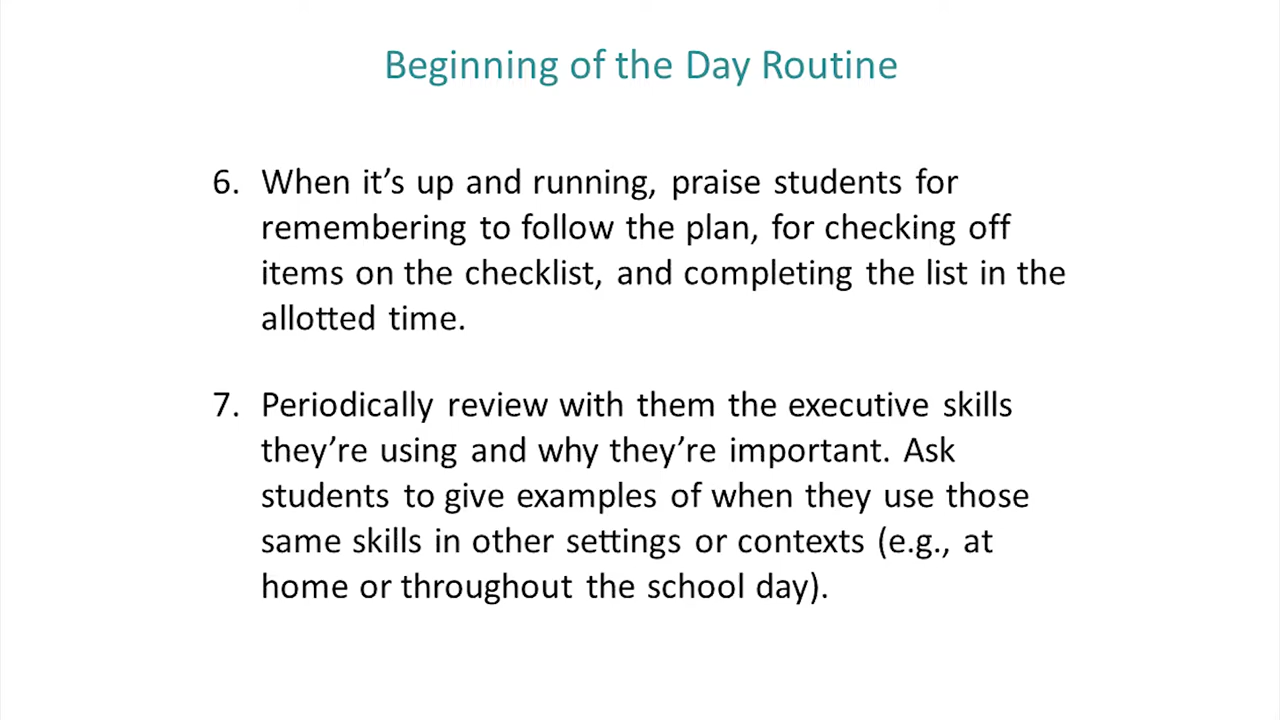 Beginning of the Day Routine
6. When it’s up and running, praise students for
remembering to follow the plan, for checking off
items on the checklist, and completing the list in the
allotted time.
7. Periodically review with them the executive skills
they’re using and why they’re important. Ask
students to give examples of when they use those
same skills in other settings or contexts (e.g., at
home or throughout the school day).